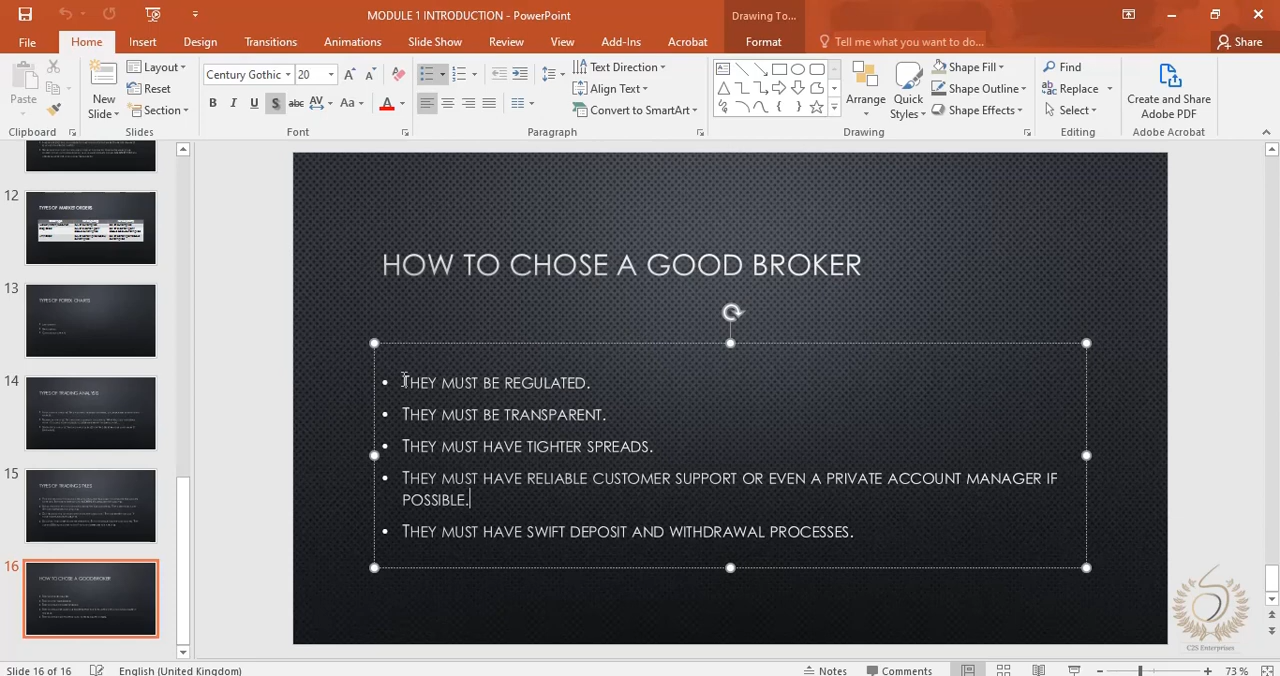 MODULE 1 INTRODUCTION - PowerPoint
Drawing To...
File
Home
Insert
Design
Transitions
Animations
Slide Show
Review
View
Add-Ins
Acrobat
Format
Tell me what you want to do...
Share
Paste
Clipboard
New
Slide
Layout
Reset
Section
Slides
Century Gothic
20
B I U S abc AV Aa A
Font
Text Direction
Align Text
Convert to SmartArt
Paragraph
Arrange
Quick
Styles
Shape Fill
Shape Outline
Shape Effects
Drawing
Find
Replace
Select
Editing
Create and Share
Adobe PDF
Adobe Acrobat
12
TYPES OF MARKET ORDERS
13
TYPES OF FOREX CHARTS
14
TYPES OF TRADING ANALYSIS
15
TYPES OF TRADING STYLES
16
HOW TO CHOSE A GOOD BROKER
HOW TO CHOSE A GOOD BROKER
• THEY MUST BE REGULATED.
• THEY MUST BE TRANSPARENT.
• THEY MUST HAVE TIGHTER SPREADS.
• THEY MUST HAVE RELIABLE CUSTOMER SUPPORT OR EVEN A PRIVATE ACCOUNT MANAGER IF
POSSIBLE.
• THEY MUST HAVE SWIFT DEPOSIT AND WITHDRAWAL PROCESSES.
C2S Enterprises
Slide 16 of 16
English (United Kingdom)
Notes
Comments
73 %